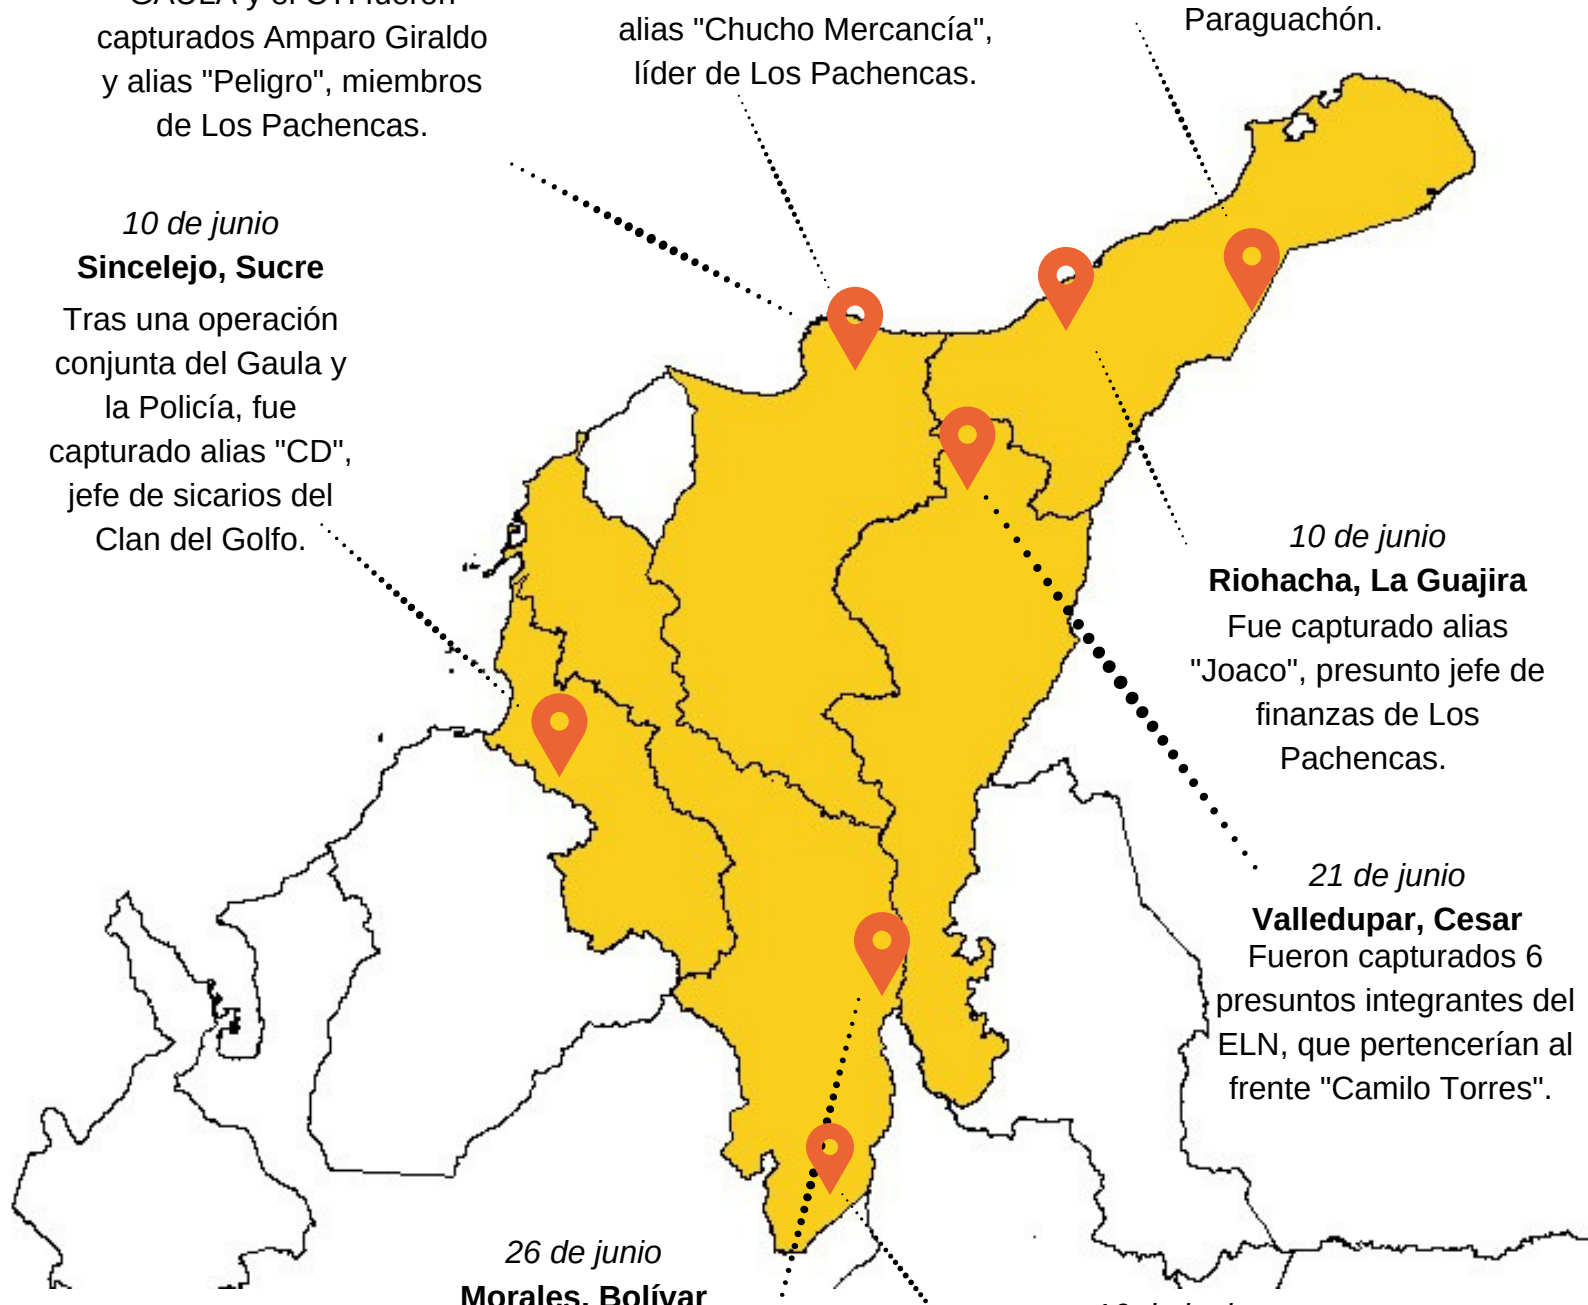 capturados Amparo Giraldo
y alias "Peligro", miembros
de Los Pachencas.
alias "Chucho Mercancía",
líder de Los Pachencas.
Paraguachón.
10 de junio
Sincelejo, Sucre
Tras una operación
conjunta del Gaula y
la Policía, fue
capturado alias "CD",
jefe de sicarios del
Clan del Golfo.
10 de junio
Riohacha, La Guajira
Fue capturado alias
"Joaco", presunto jefe de
finanzas de Los
Pachencas.
21 de junio
Valledupar, Cesar
Fueron capturados 6
presuntos integrantes del
ELN, que pertencerían al
frente "Camilo Torres".
26 de junio
Morales, Bolívar